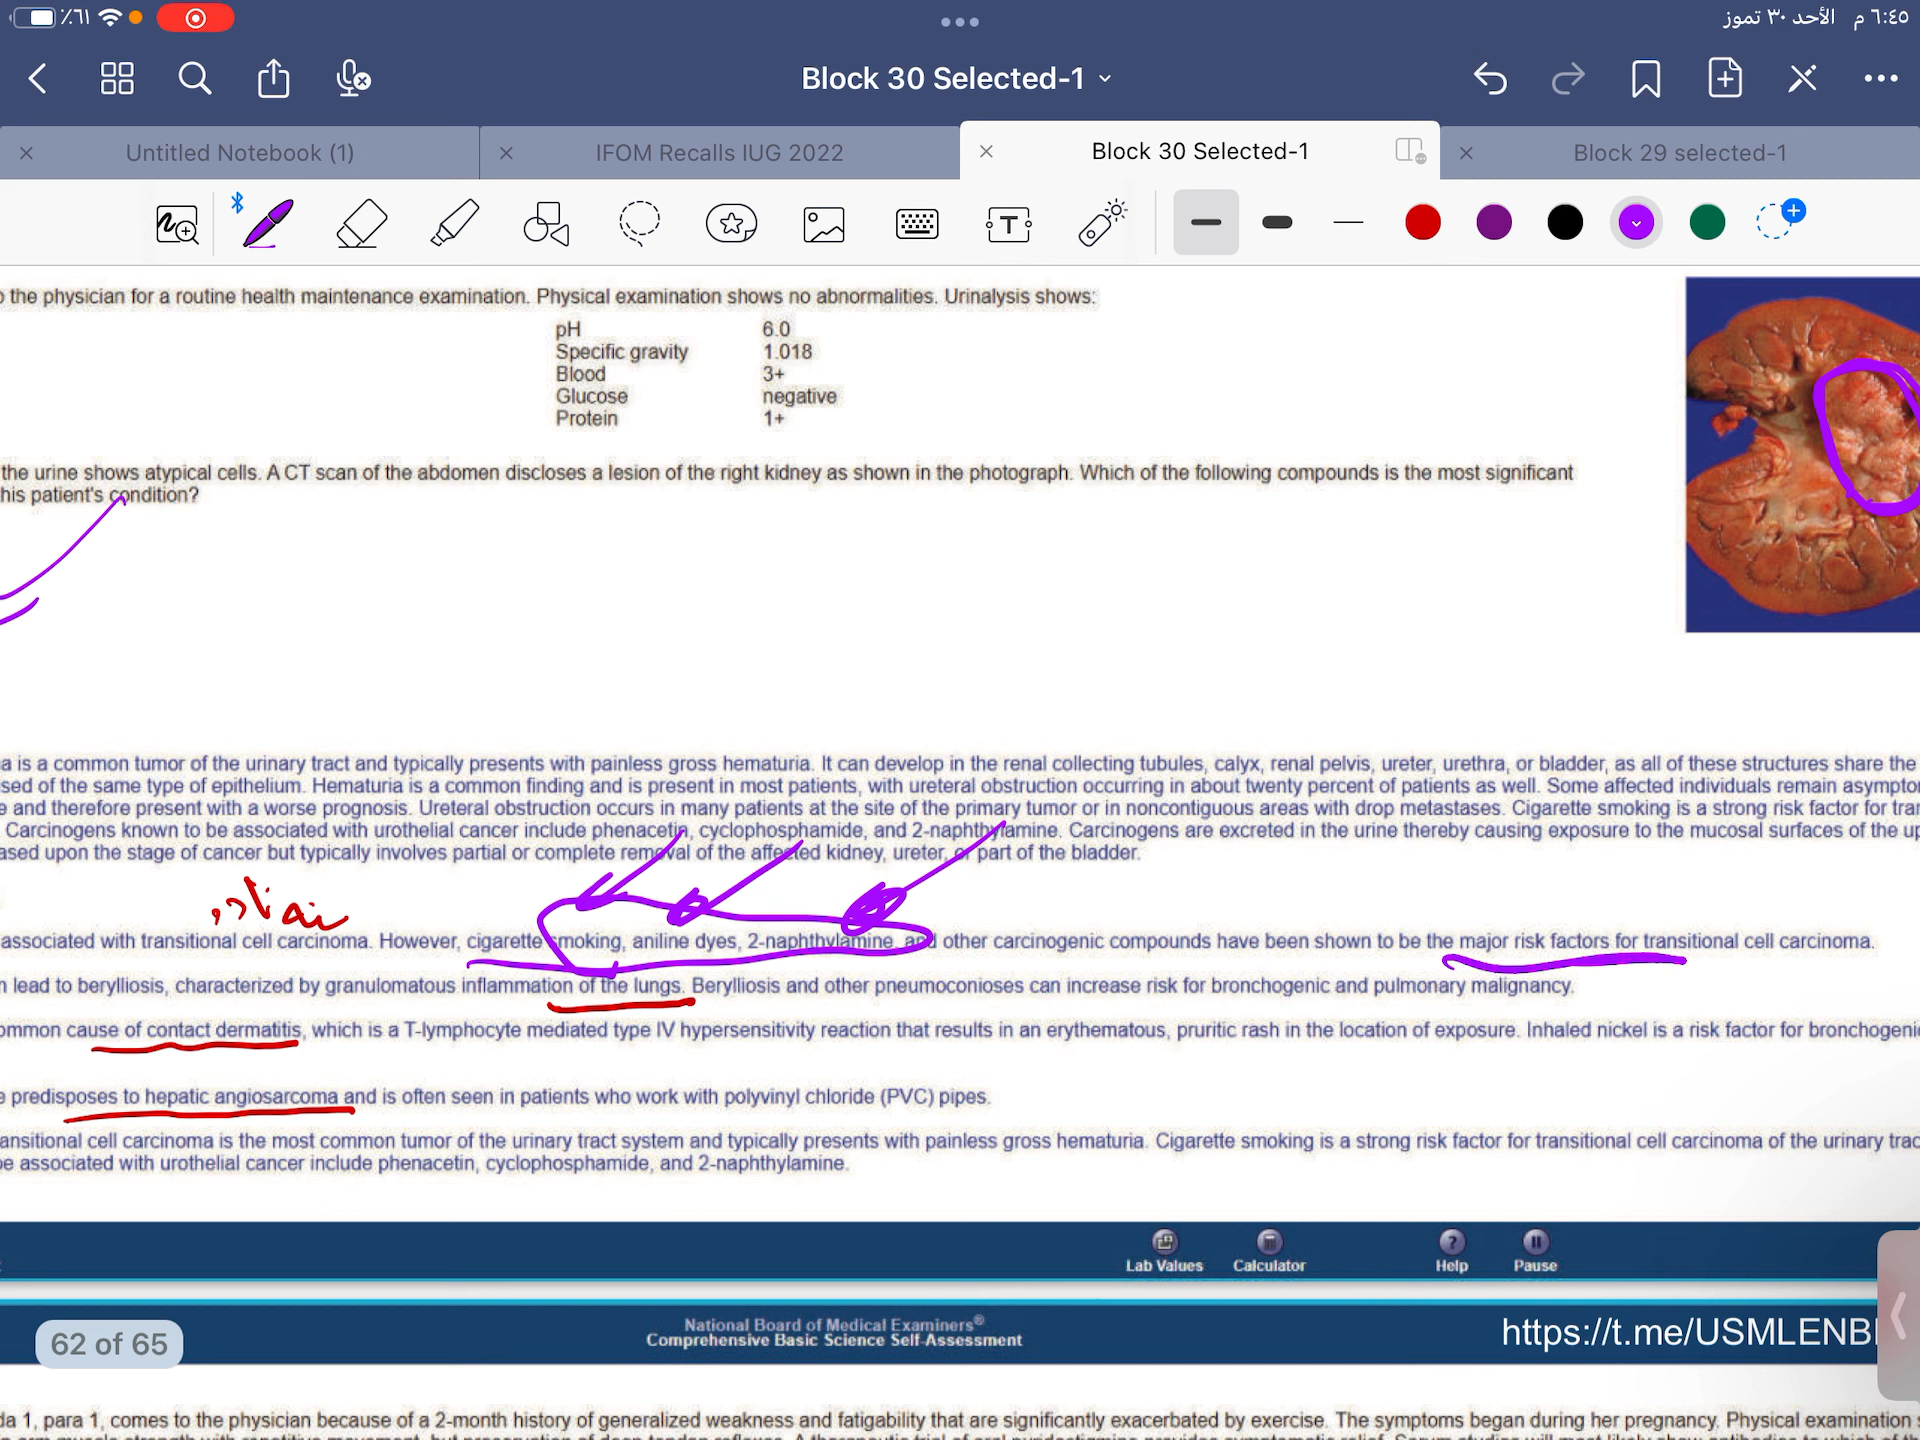 ٪٦١
٦:٤٥ م الأحد ٣٠ تموز
Block 30 Selected-1
Untitled Notebook (1)
IFOM Recalls IUG 2022
Block 30 Selected-1
Block 29 selected-1
T
the physician for a routine health maintenance examination. Physical examination shows no abnormalities. Urinalysis shows:
pH 6.0
Specific gravity 1.018
Blood 3+
Glucose negative
Protein 1+
the urine shows atypical cells. A CT scan of the abdomen discloses a lesion of the right kidney as shown in the photograph. Which of the following compounds is the most significant
his patient's condition?
a is a common tumor of the urinary tract and typically presents with painless gross hematuria. It can develop in the renal collecting tubules, calyx, renal pelvis, ureter, urethra, or bladder, as all of these structures share the
sed of the same type of epithelium. Hematuria is a common finding and is present in most patients, with ureteral obstruction occurring in about twenty percent of patients as well. Some affected individuals remain asympto
e and therefore present with a worse prognosis. Ureteral obstruction occurs in many patients at the site of the primary tumor or in noncontiguous areas with drop metastases. Cigarette smoking is a strong risk factor for tra
Carcinogens known to be associated with urothelial cancer include phenacetin, cyclophosphamide, and 2-naphthylamine. Carcinogens are excreted in the urine thereby causing exposure to the mucosal surfaces of the up
ased upon the stage of cancer but typically involves partial or complete removal of the affected kidney, ureter, or part of the bladder.
associated with transitional cell carcinoma. However, cigarette smoking, aniline dyes, 2-naphthylamine, and other carcinogenic compounds have been shown to be the major risk factors for transitional cell carcinoma.
n lead to berylliosis, characterized by granulomatous inflammation of the lungs. Berylliosis and other pneumoconioses can increase risk for bronchogenic and pulmonary malignancy.
ommon cause of contact dermatitis, which is a T-lymphocyte mediated type IV hypersensitivity reaction that results in an erythematous, pruritic rash in the location of exposure. Inhaled nickel is a risk factor for bronchogeni
e predisposes to hepatic angiosarcoma and is often seen in patients who work with polyvinyl chloride (PVC) pipes.
ansitional cell carcinoma is the most common tumor of the urinary tract system and typically presents with painless gross hematuria. Cigarette smoking is a strong risk factor for transitional cell carcinoma of the urinary trac
be associated with urothelial cancer include phenacetin, cyclophosphamide, and 2-naphthylamine.
Lab Values Calculator Help Pause
62 of 65
National Board of Medical Examiners®
Comprehensive Basic Science Self-Assessment
https://t.me/USMLENB
da 1, para 1, comes to the physician because of a 2-month history of generalized weakness and fatigability that are significantly exacerbated by exercise. The symptoms began during her pregnancy. Physical examination